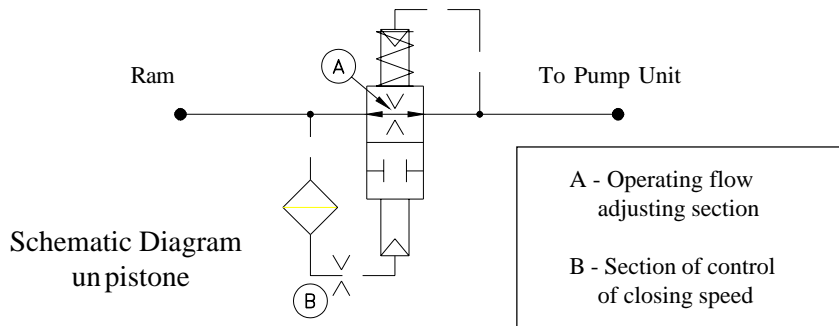 Ram
A
To Pump Unit
A - Operating flow
adjusting section
Schematic Diagram
un pistone
B - Section of control
of closing speed
B